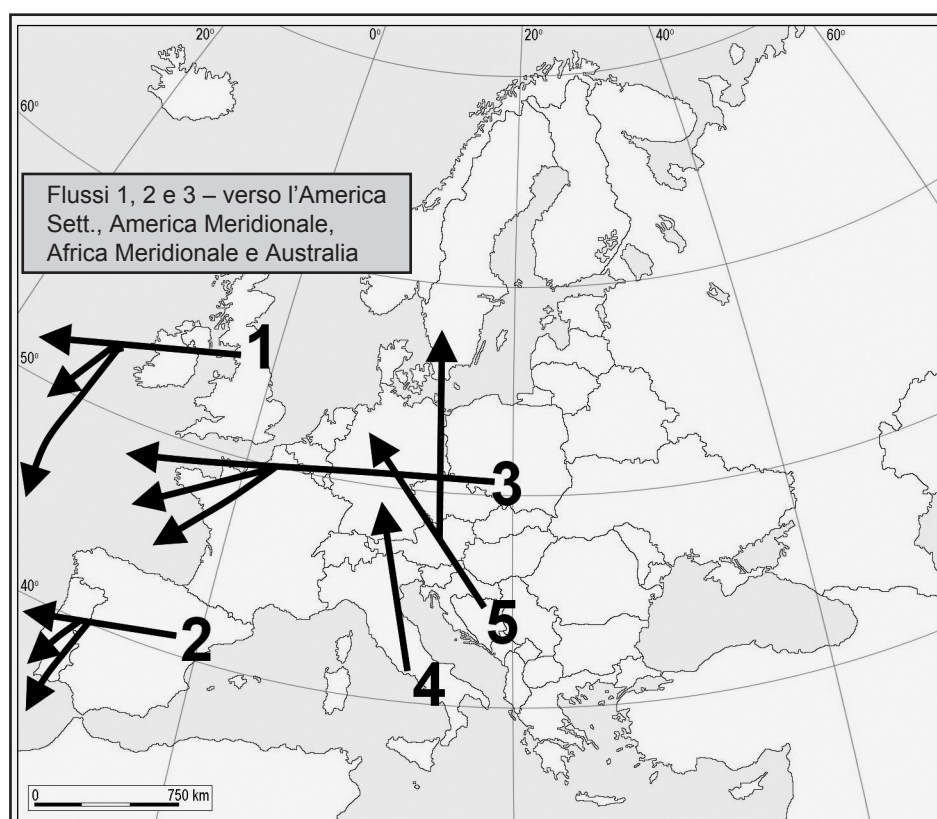 20° 0° 20° 40° 60°
60°
Flussi 1, 2 e 3 – verso l’America
Sett., America Meridionale,
Africa Meridionale e Australia
1
50°
3
40°
5
2
4
0 750 km